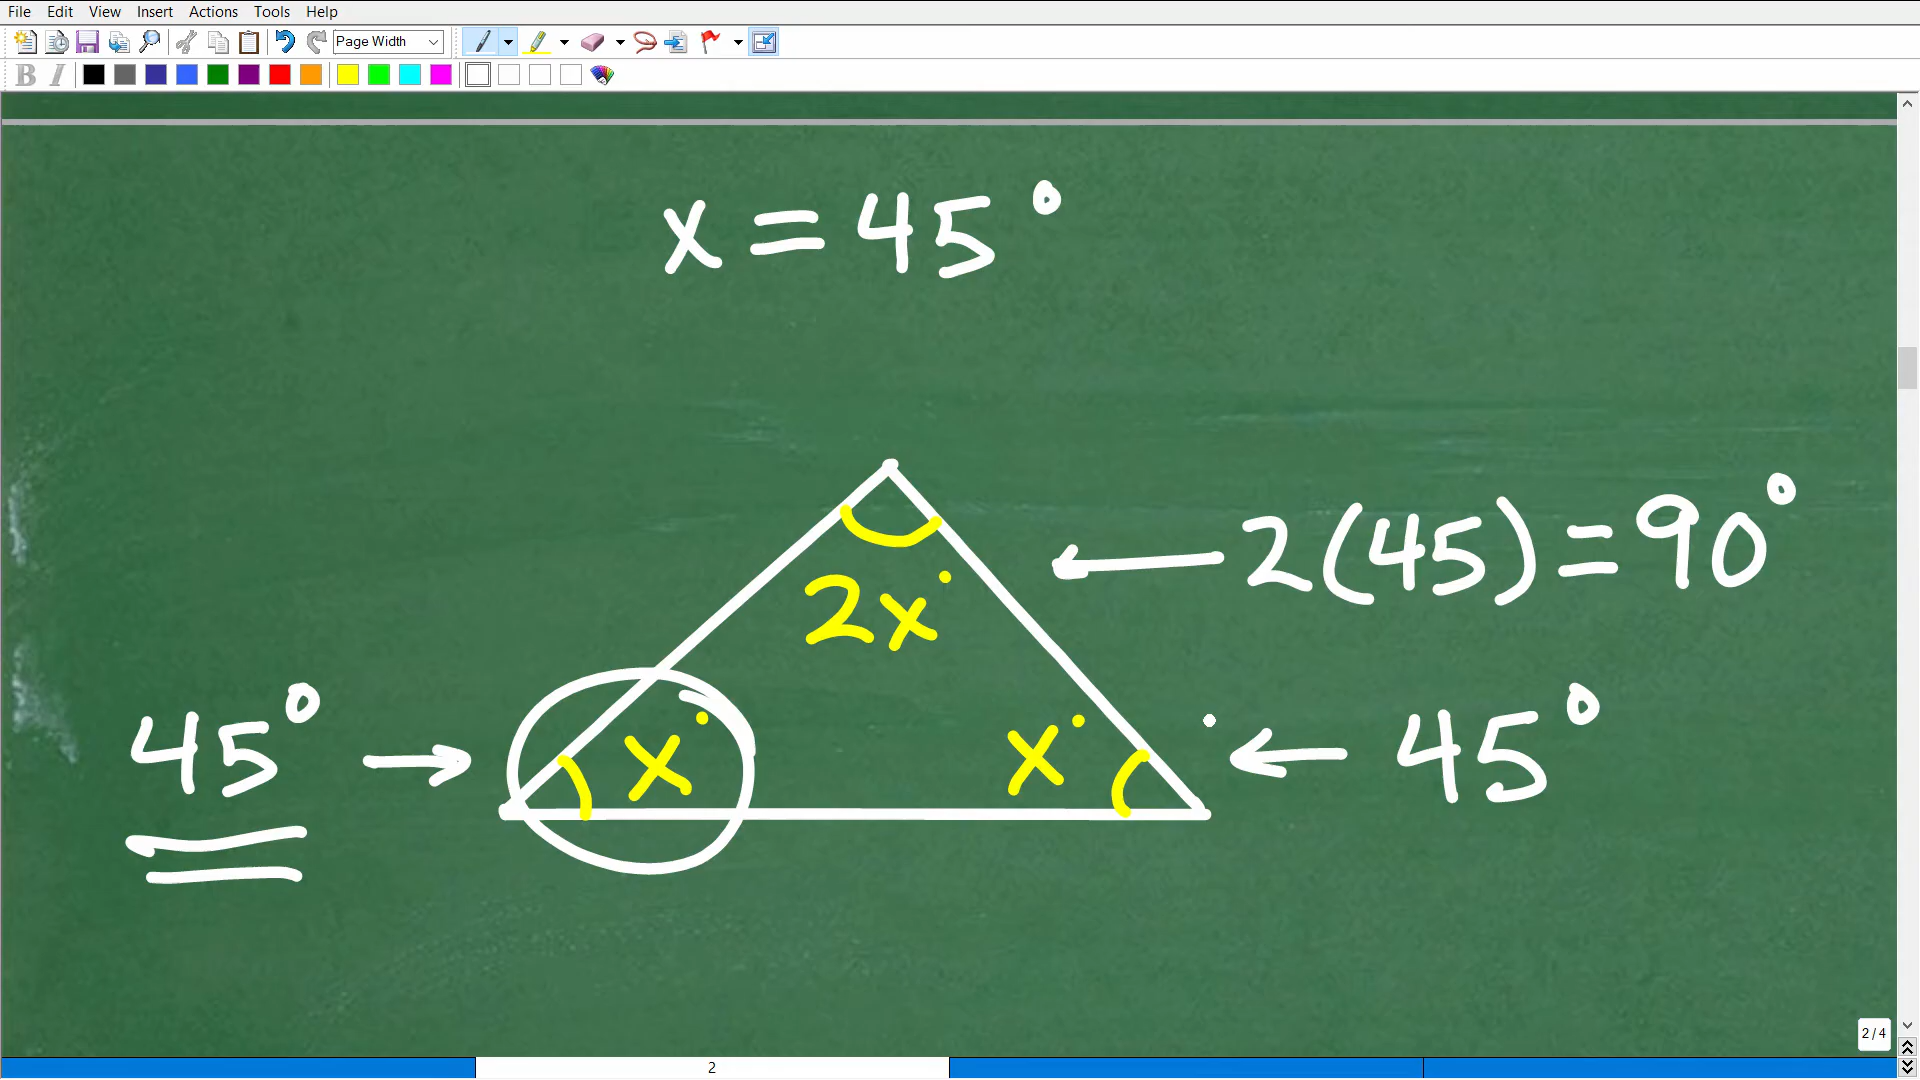 File Edit View Insert Actions Tools Help
Page Width
B I
x = 45°
2x°
2(45) = 90°
45° → x° x° ← 45°
2/4
2